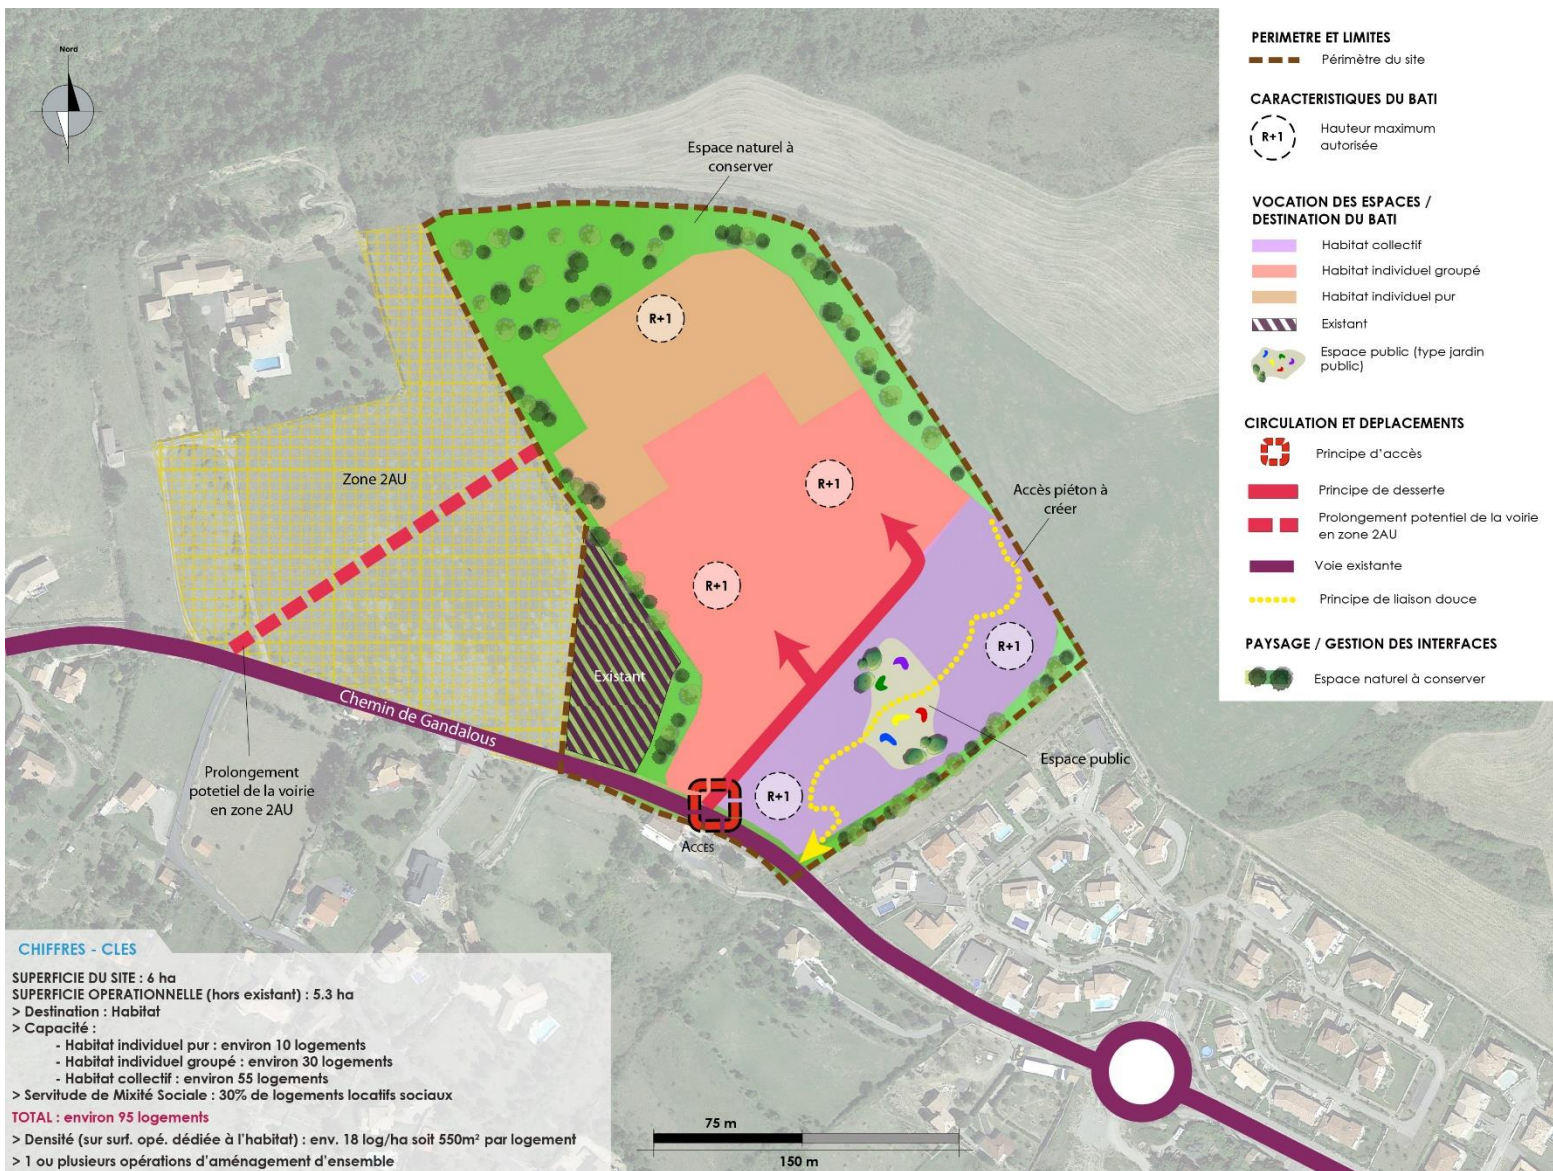 Nord
Espace naturel à
conserver
R+1
Zone 2AU
R+1
Accès piéton à
créer
R+1
R+1
Existant
Chemin de Gandalous
Espace public
Prolongement
potetiel de la voirie
en zone 2AU
R+1
Accès
CHIFFRES - CLES
SUPERFICIE DU SITE : 6 ha
SUPERFICIE OPERATIONNELLE (hors existant) : 5.3 ha
> Destination : Habitat
> Capacité :
- Habitat individuel pur : environ 10 logements
- Habitat individuel groupé : environ 30 logements
- Habitat collectif : environ 55 logements
> Servitude de Mixité Sociale : 30% de logements locatifs sociaux
TOTAL : environ 95 logements
> Densité (sur surf. opé. dédiée à l'habitat) : env. 18 log/ha soit 550m² par logement
> 1 ou plusieurs opérations d'aménagement d'ensemble
75 m
150 m
PERIMETRE ET LIMITES
Périmètre du site
CARACTERISTIQUES DU BATI
R+1
Hauteur maximum
autorisée
VOCATION DES ESPACES /
DESTINATION DU BATI
Habitat collectif
Habitat individuel groupé
Habitat individuel pur
Existant
Espace public (type jardin
public)
CIRCULATION ET DEPLACEMENTS
Principe d'accès
Principe de desserte
Prolongement potentiel de la voirie
en zone 2AU
Voie existante
Principe de liaison douce
PAYSAGE / GESTION DES INTERFACES
Espace naturel à conserver